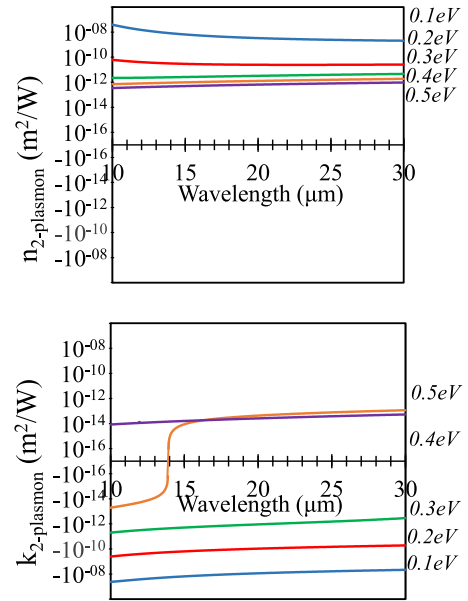 0.1eV
10⁻⁰⁸
0.2eV
10⁻¹⁰
0.3eV
10⁻¹²
0.4eV
10⁻¹⁴
0.5eV
10⁻¹⁶
n₂₋ₚₗₐₛₘₒₙ (m²/W)
-10⁻¹⁶
10 15 20 25 30
-10⁻¹⁴
Wavelength (μm)
-10⁻¹²
-10⁻¹⁰
-10⁻⁰⁸
10⁻⁰⁸
10⁻¹⁰
10⁻¹²
0.5eV
10⁻¹⁴
0.4eV
10⁻¹⁶
k₂₋ₚₗₐₛₘₒₙ (m²/W)
-10⁻¹⁶
10 15 20 25 30
-10⁻¹⁴
Wavelength (μm)
0.3eV
-10⁻¹²
0.2eV
-10⁻¹⁰
0.1eV
-10⁻⁰⁸